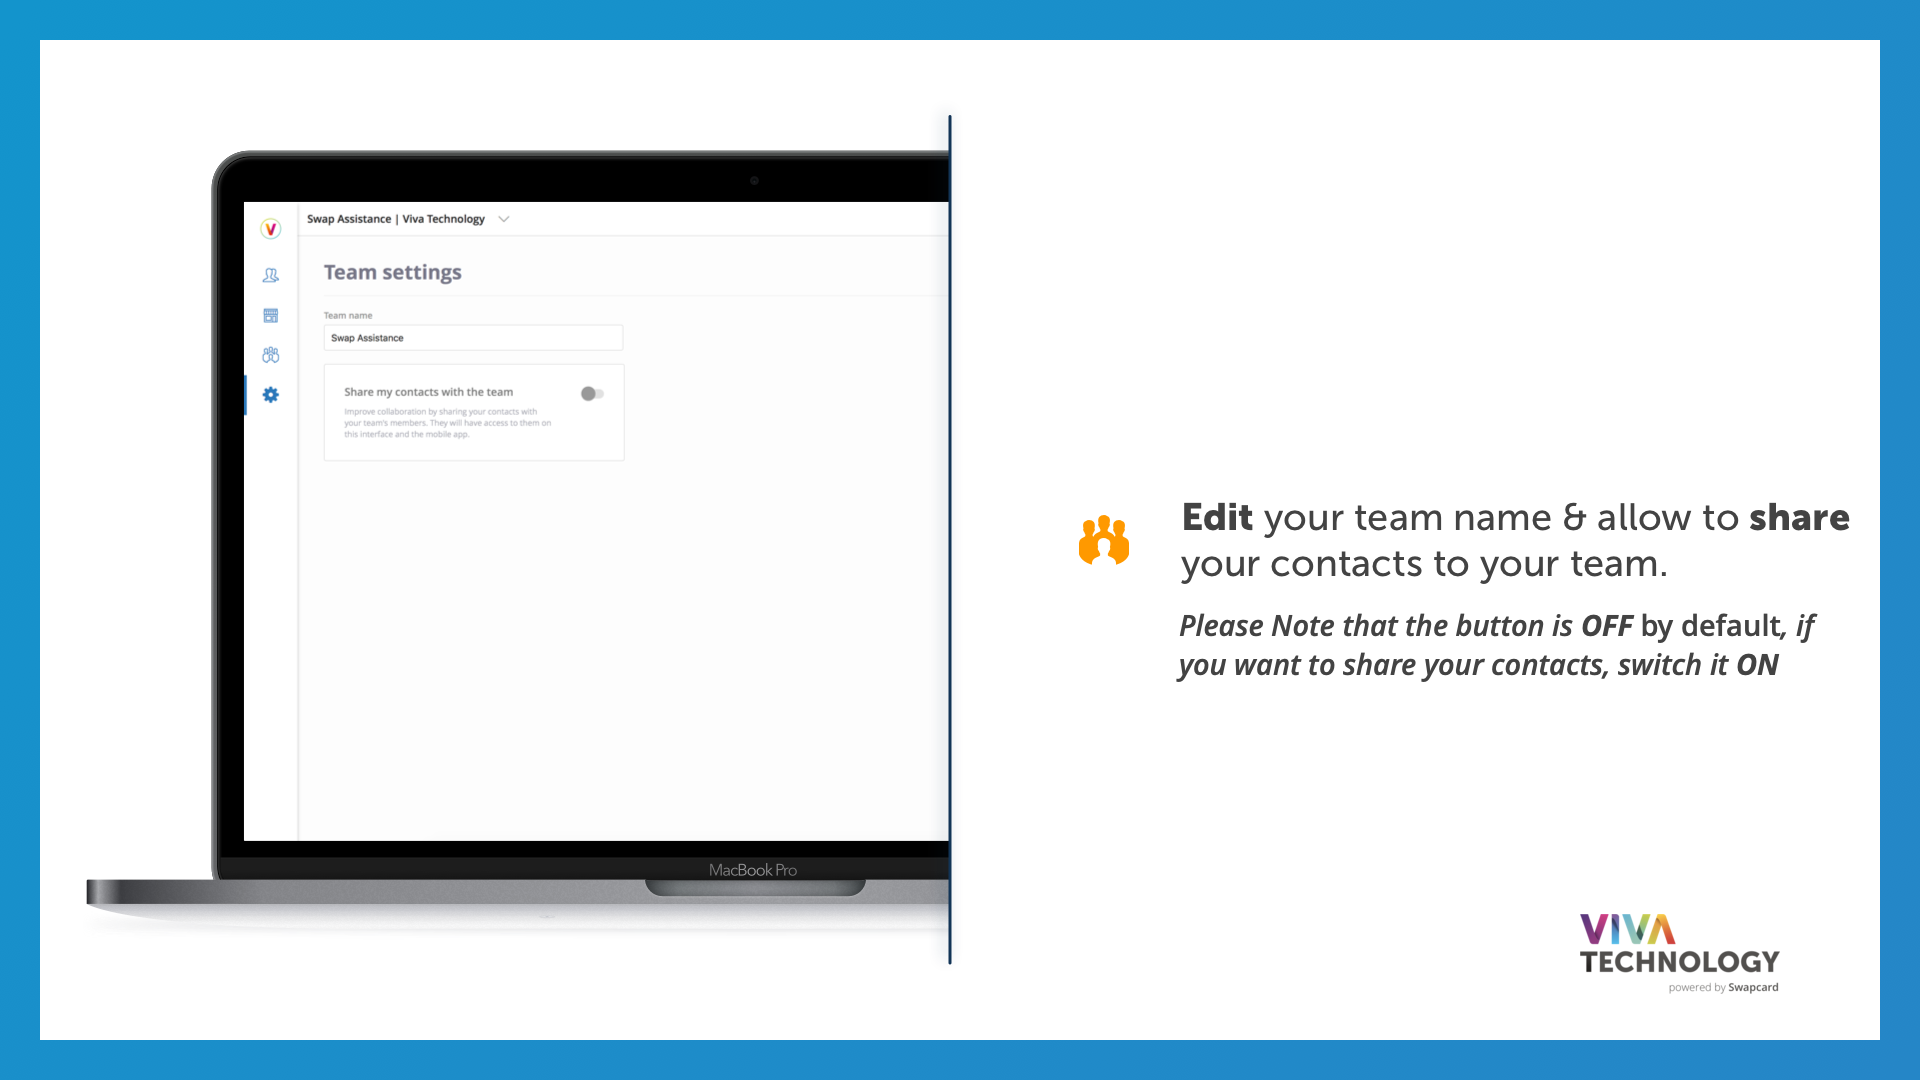 Swap Assistance | Viva Technology
Team settings
Team name
Swap Assistance
Share my contacts with the team
Improve collaboration by sharing your contacts with
your team's members. They will have access to them on
this interface and the mobile app.
MacBook Pro
Edit your team name & allow to share
your contacts to your team.
Please Note that the button is OFF by default, if
you want to share your contacts, switch it ON
VIVA
TECHNOLOGY
powered by Swapcard